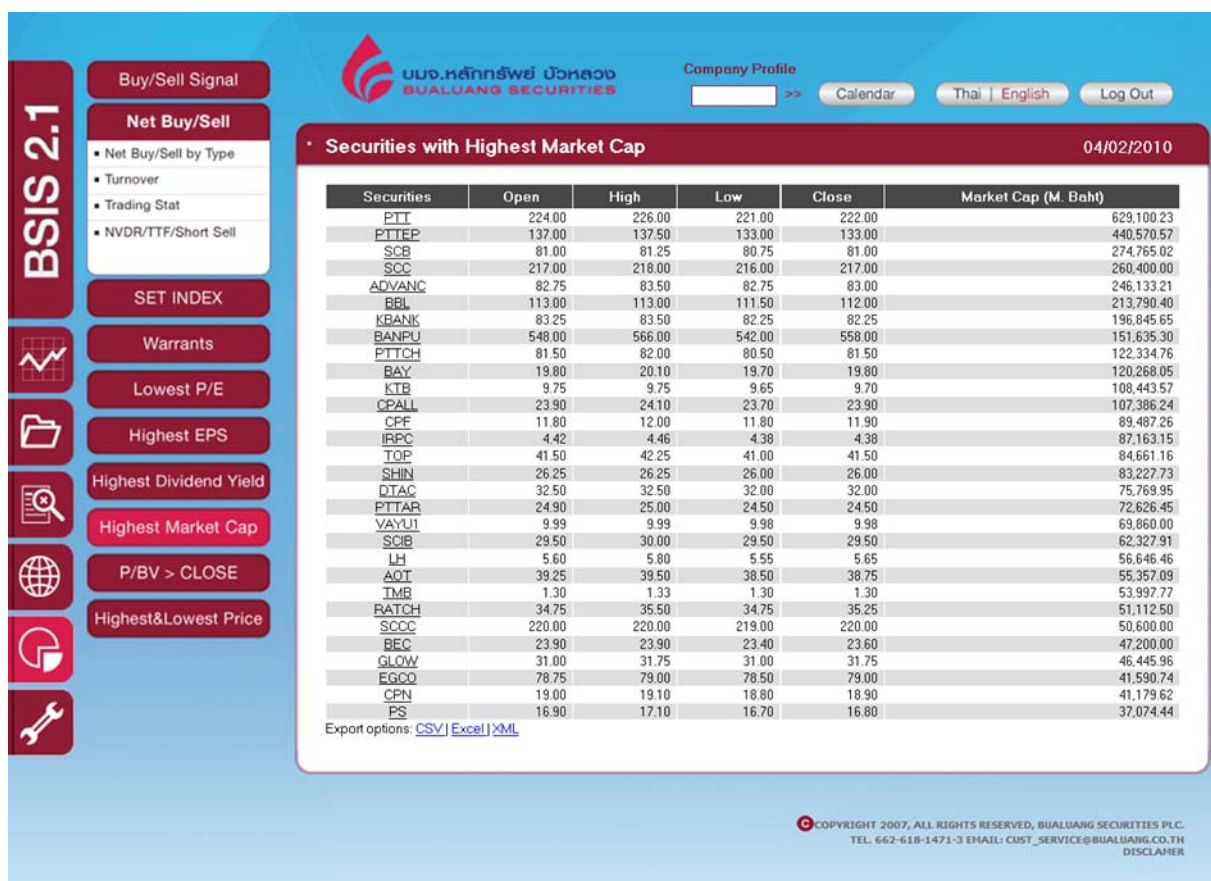 BSIS 2.1
Buy/Sell Signal
Net Buy/Sell
▪ Net Buy/Sell by Type
▪ Turnover
▪ Trading Stat
▪ NVDR/TTF/Short Sell
SET INDEX
Warrants
Lowest P/E
Highest EPS
Highest Dividend Yield
Highest Market Cap
P/BV > CLOSE
Highest&Lowest Price
บมจ.หลักทรัพย์ บัวหลวง
BUALUANG SECURITIES
Company Profile
>> Calendar Thai | English Log Out
Securities with Highest Market Cap 04/02/2010
Securities Open High Low Close Market Cap (M. Baht)
PTT 224.00 226.00 221.00 222.00 629,100.23
PTTEP 137.00 137.50 133.00 133.00 440,570.57
SCB 81.00 81.25 80.75 81.00 274,765.02
SCC 217.00 218.00 216.00 217.00 260,400.00
ADVANC 82.75 83.50 82.75 83.00 246,133.21
BBL 113.00 113.00 111.50 112.00 213,790.40
KBANK 83.25 83.50 82.25 82.25 196,845.65
BANPU 548.00 566.00 542.00 558.00 151,635.30
PTTCH 81.50 82.00 80.50 81.50 122,334.76
BAY 19.80 20.10 19.70 19.80 120,268.05
KTB 9.75 9.75 9.65 9.70 108,443.57
CPALL 23.90 24.10 23.70 23.90 107,386.24
CPF 11.80 12.00 11.80 11.90 89,487.26
IRPC 4.42 4.46 4.38 4.38 87,163.15
TOP 41.50 42.25 41.00 41.50 84,661.16
SHIN 26.25 26.25 26.00 26.00 83,227.73
DTAC 32.50 32.50 32.00 32.00 75,769.95
PTTAR 24.90 25.00 24.50 24.50 72,626.45
VAYU1 9.99 9.99 9.98 9.98 69,860.00
SCIB 29.50 30.00 29.50 29.50 62,327.91
LH 5.60 5.80 5.55 5.65 56,646.46
AOT 39.25 39.50 38.50 38.75 55,357.09
TMB 1.30 1.33 1.30 1.30 53,997.77
RATCH 34.75 35.50 34.75 35.25 51,112.50
SCCC 220.00 220.00 219.00 220.00 50,600.00
BEC 23.90 23.90 23.40 23.60 47,200.00
GLOW 31.00 31.75 31.00 31.75 46,445.96
EGCO 78.75 79.00 78.50 79.00 41,590.74
CPN 19.00 19.10 18.80 18.90 41,179.62
PS 16.90 17.10 16.70 16.80 37,074.44
Export options: CSV | Excel | XML
C COPYRIGHT 2007, ALL RIGHTS RESERVED, BUALUANG SECURITIES PLC.
TEL. 662-618-1471-3 EMAIL: CUST_SERVICE@BUALUANG.CO.TH
DISCLAMER